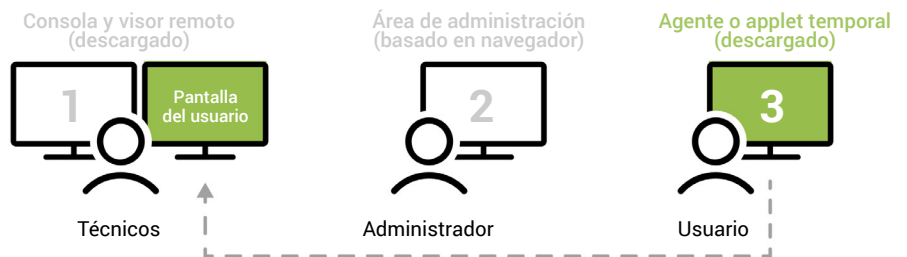 Consola y visor remoto
(descargado)
Área de administración
(basado en navegador)
Agente o applet temporal
(descargado)
1
Pantalla
del usuario
2
3
Técnicos
Administrador
Usuario